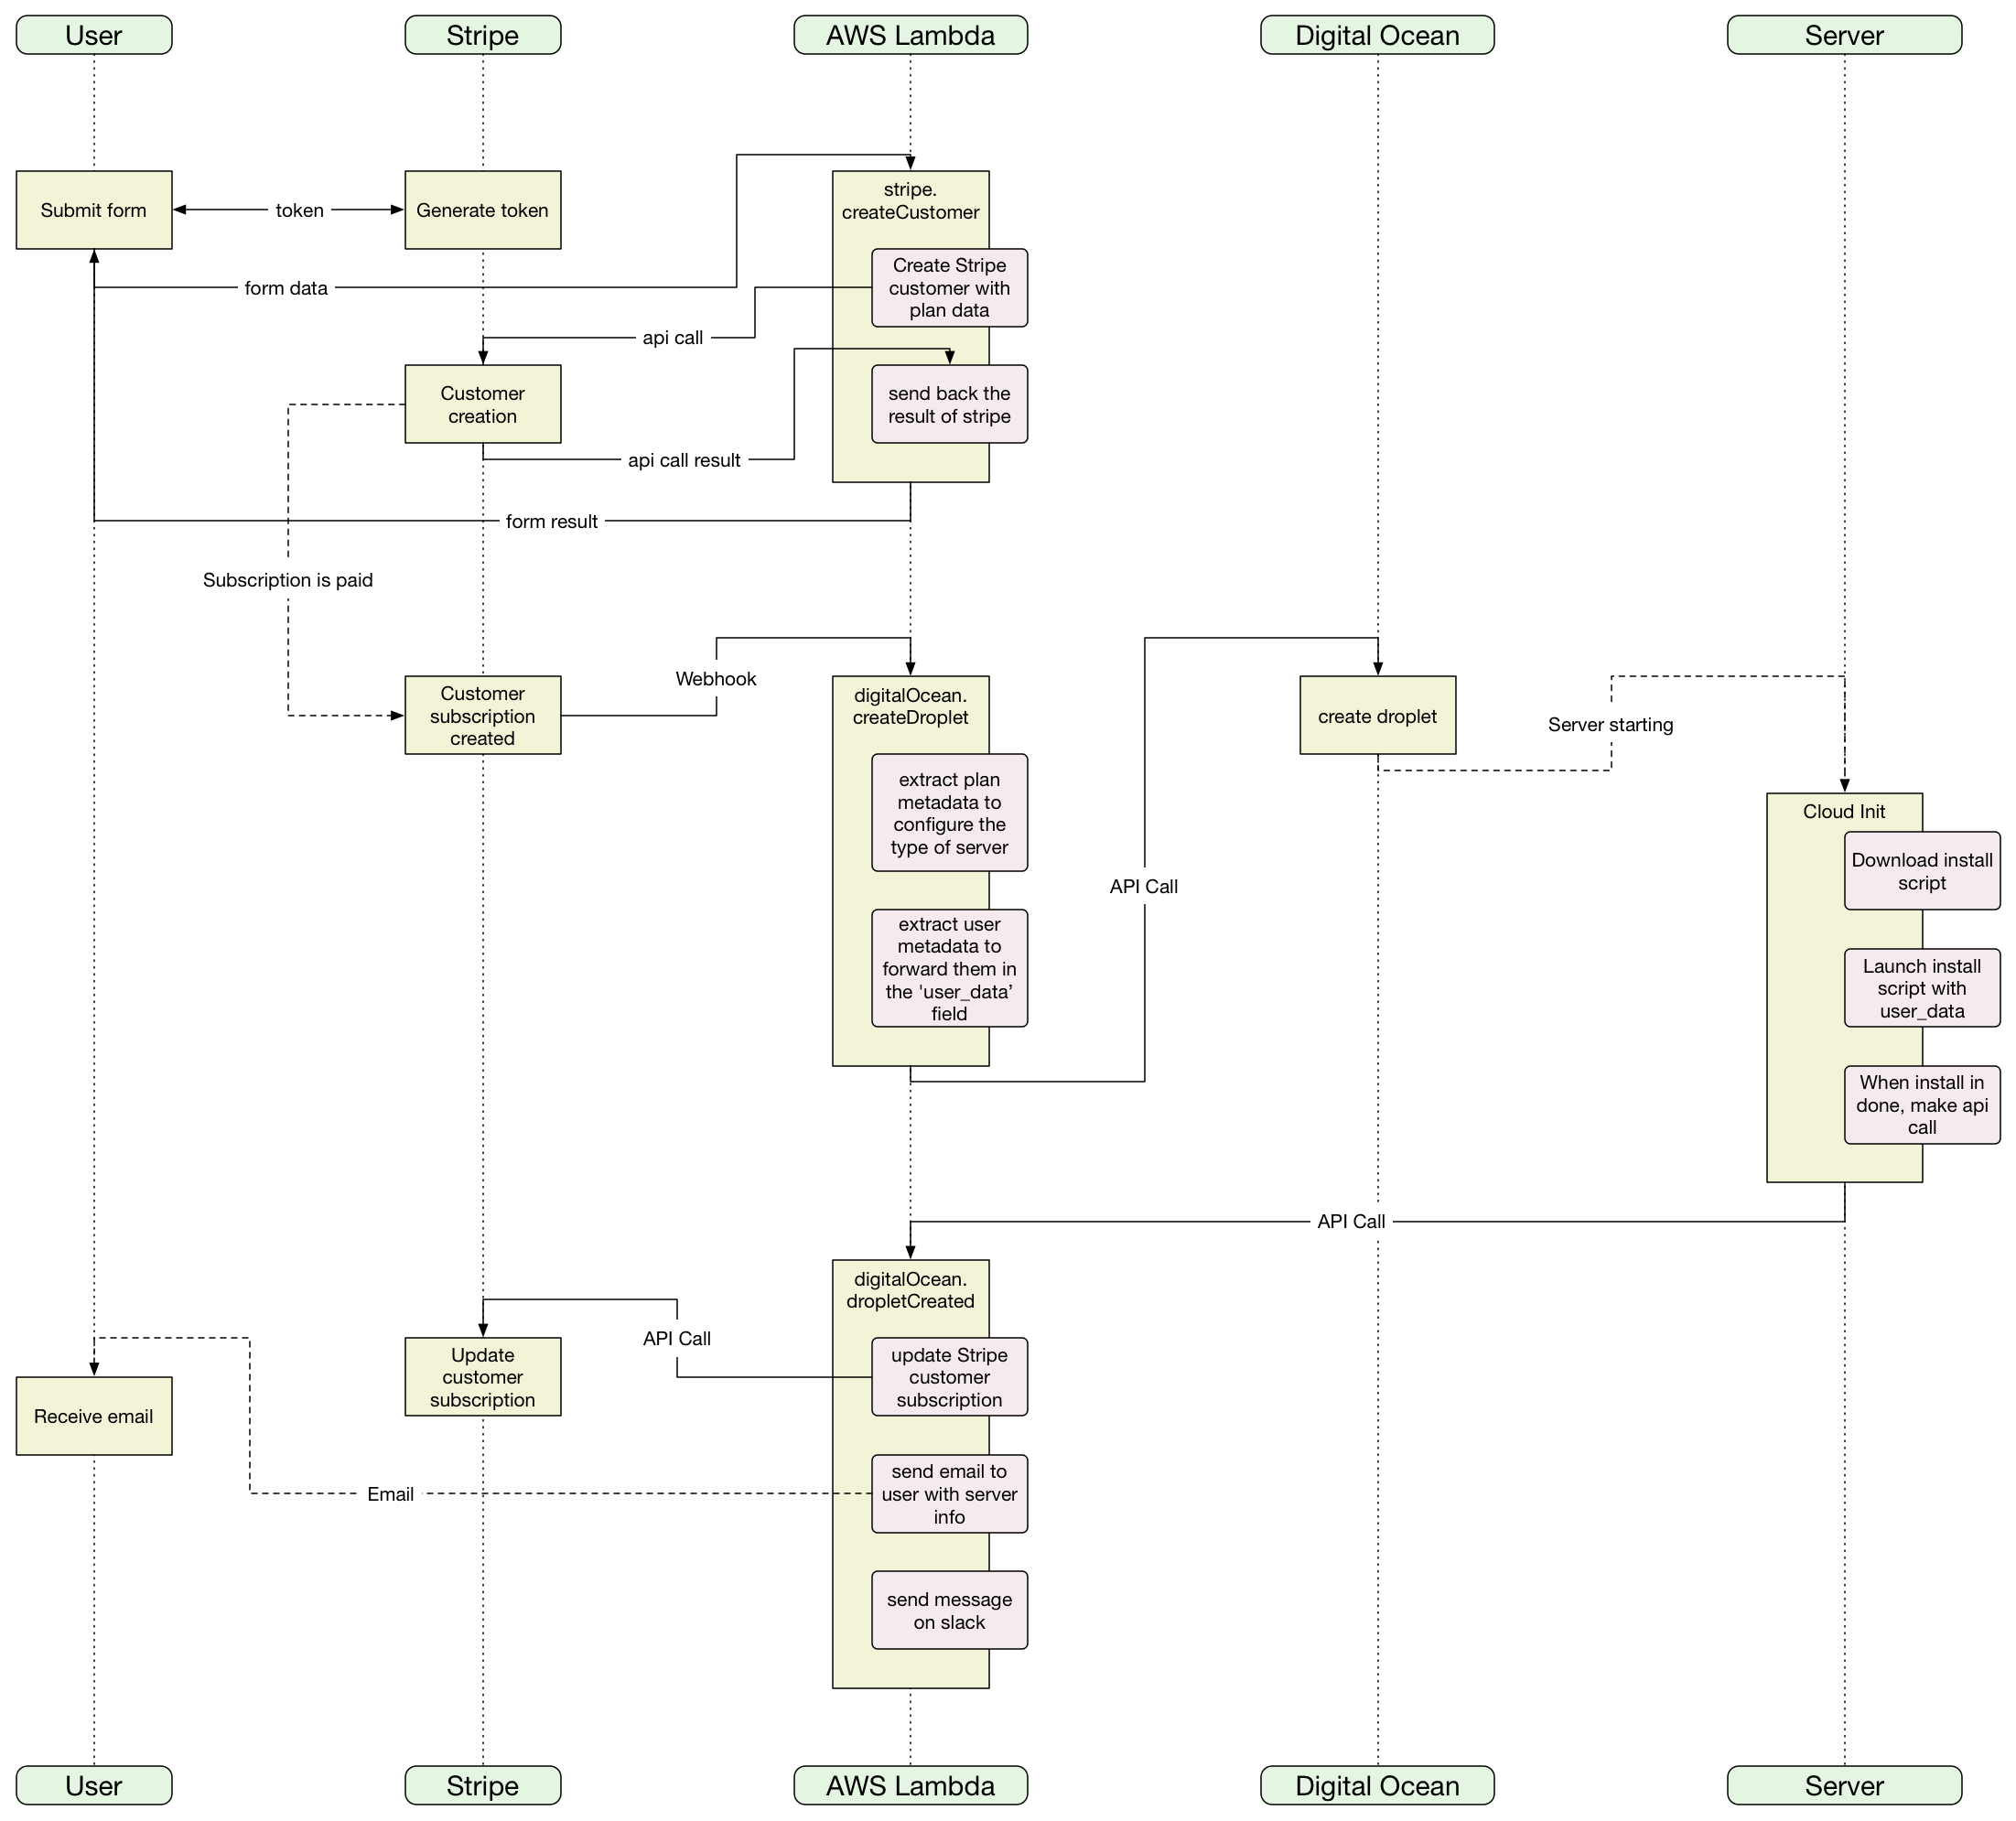 User
Stripe
AWS Lambda
Digital Ocean
Server
Submit form
token
Generate token
stripe.
createCustomer
form data
Create Stripe
customer with
plan data
api call
Customer
creation
send back the
result of stripe
api call result
form result
Subscription is paid
Customer
subscription
created
Webhook
digitalOcean.
createDroplet
extract plan
metadata to
configure the
type of server
extract user
metadata to
forward them in
the 'user_data’
field
API Call
create droplet
Server starting
Cloud Init
Download install
script
Launch install
script with
user_data
When install in
done, make api
call
API Call
digitalOcean.
dropletCreated
API Call
Update
customer
subscription
update Stripe
customer
subscription
Receive email
Email
send email to
user with server
info
send message
on slack
User
Stripe
AWS Lambda
Digital Ocean
Server